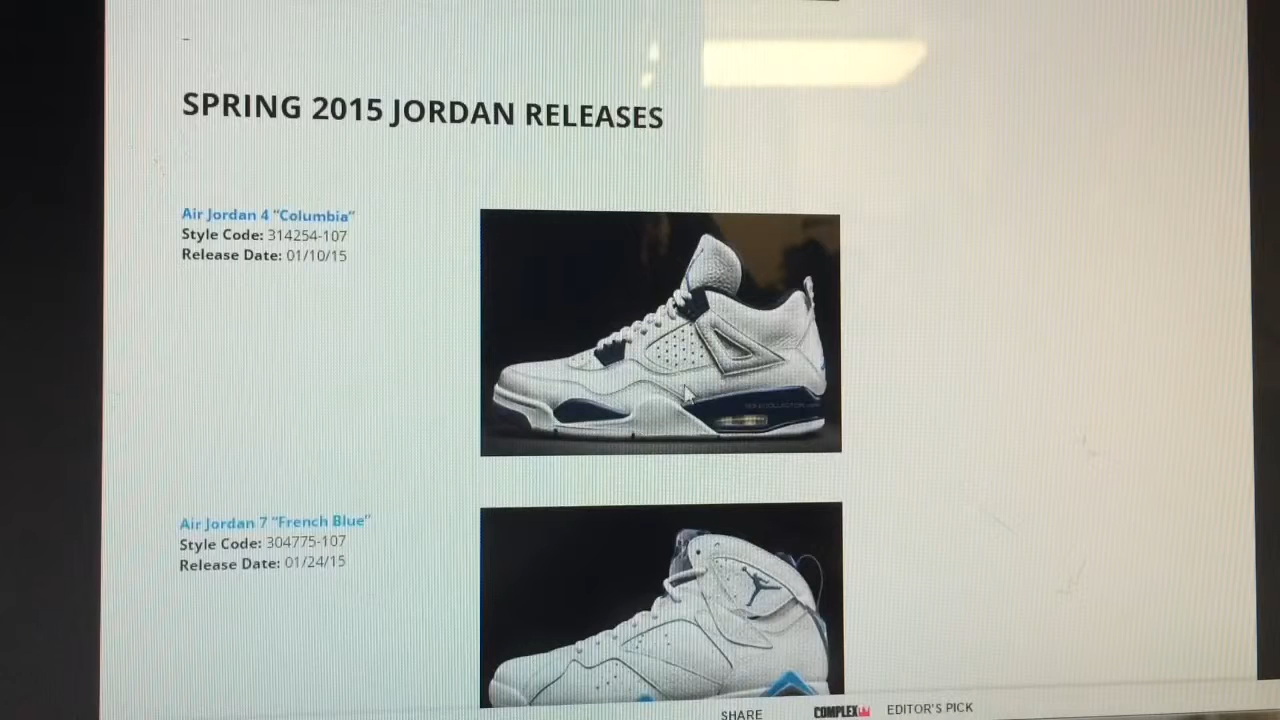 SPRING 2015 JORDAN RELEASES
Air Jordan 4 “Columbia”
Style Code: 314254-107
Release Date: 01/10/15
Air Jordan 7 “French Blue”
Style Code: 304775-107
Release Date: 01/24/15
SHARE
COMPLEX
EDITOR'S PICK